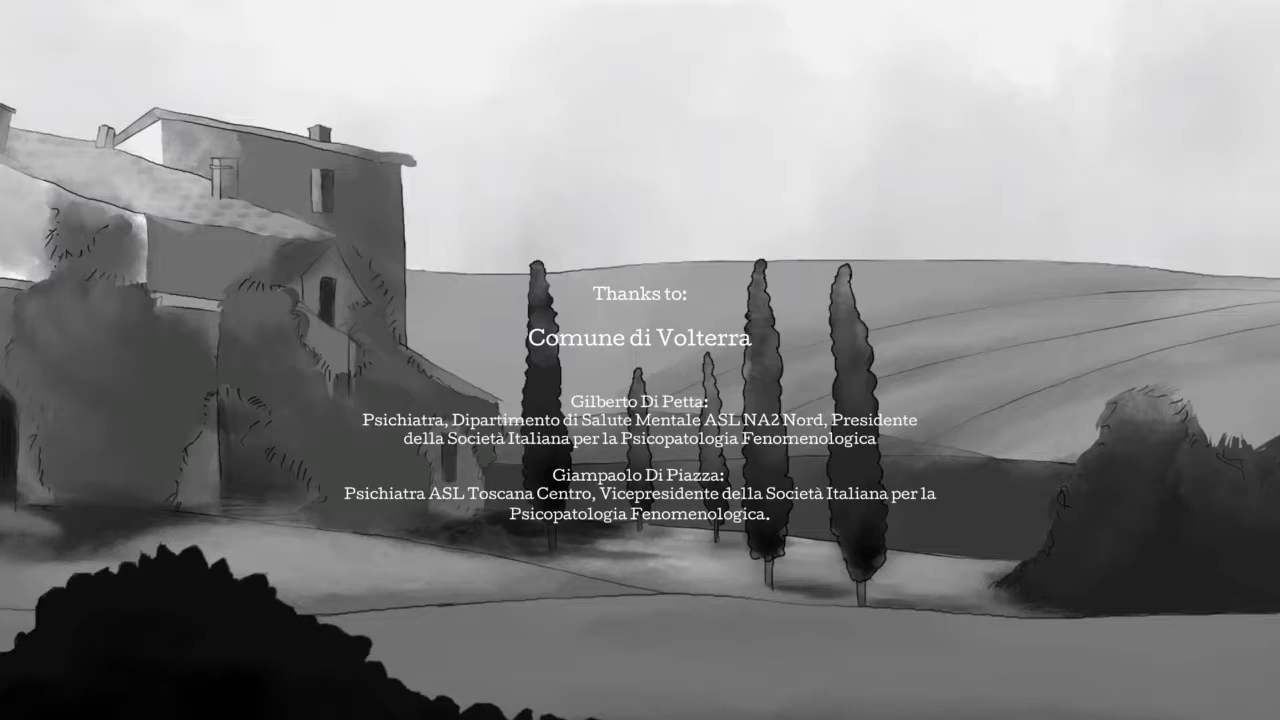 Thanks to:
Comune di Volterra
Gilberto Di Petta:
Psichiatra, Dipartimento di Salute Mentale ASL NA2 Nord, Presidente
della Società Italiana per la Psicopatologia Fenomenologica
Giampaolo Di Piazza:
Psichiatra ASL Toscana Centro, Vicepresidente della Società Italiana per la
Psicopatologia Fenomenologica.